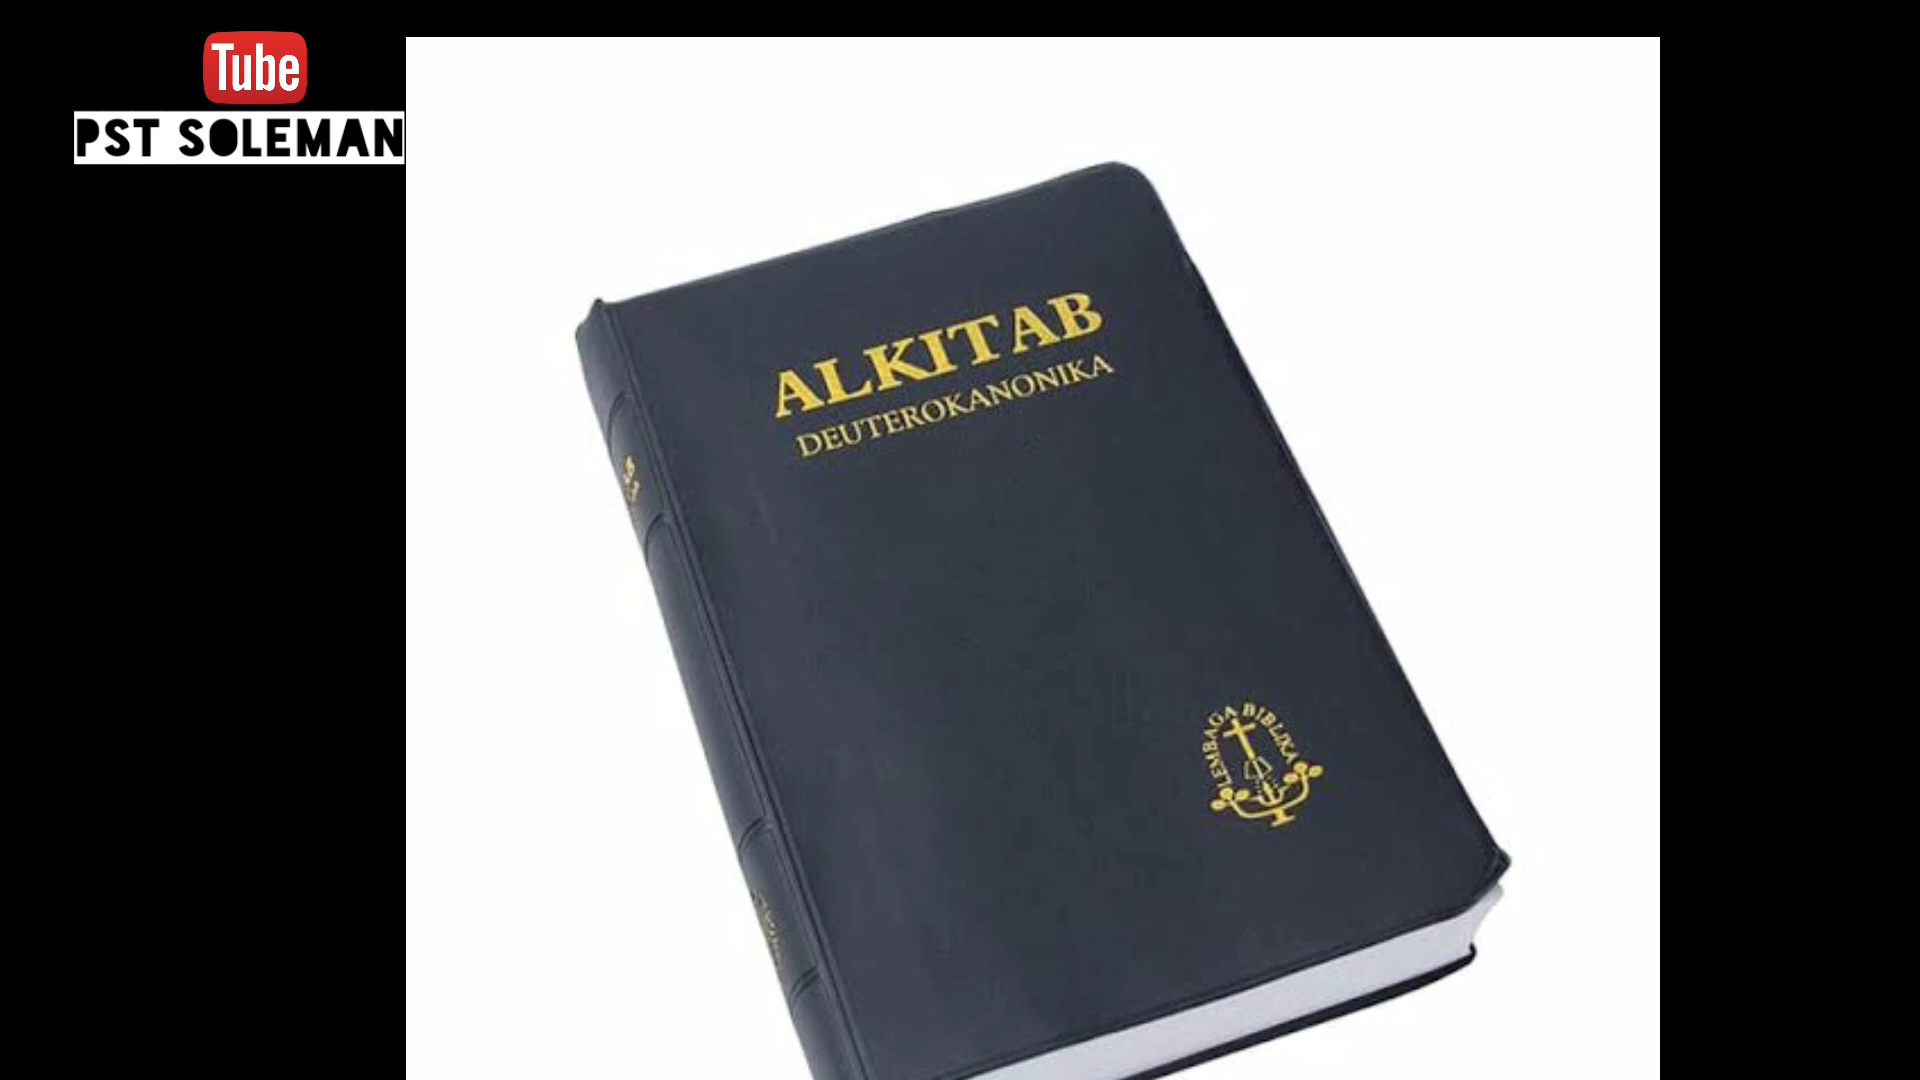 Tube
PST SOLEMAN
ALKITAB
DEUTEROKANONIKA
LEMBAGA BIBLIKA